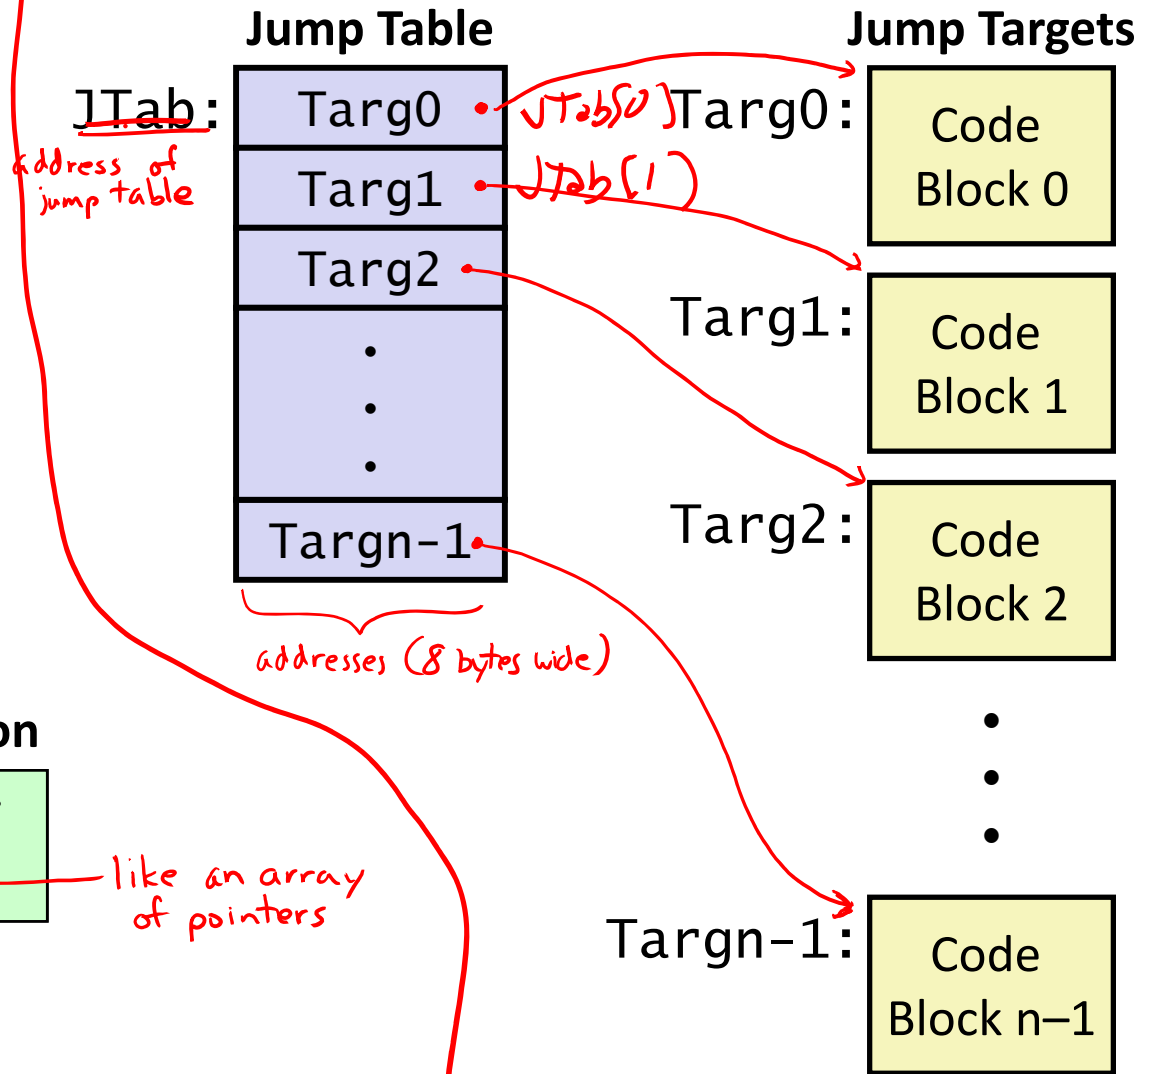 Jump Table
Jump Targets
JTab:
address of
jump table
Targ0
JTab[0]
Targ1
JTab[1]
Targ2
•
•
•
Targn-1
addresses (8 bytes wide)
Targ0:
Code
Block 0
Targ1:
Code
Block 1
Targ2:
Code
Block 2
•
•
•
Targn-1:
Code
Block n–1
on
like an array
of pointers